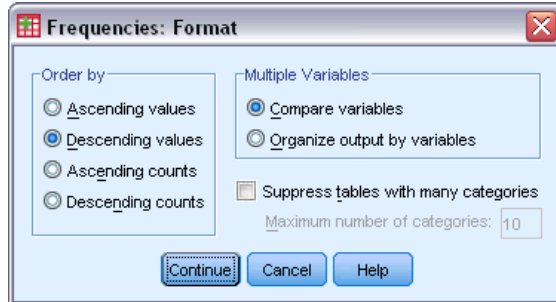 Frequencies: Format
Order by
Ascending values
Descending values
Ascending counts
Descending counts
Multiple Variables
Compare variables
Organize output by variables
Suppress tables with many categories
Maximum number of categories: 10
Continue Cancel Help